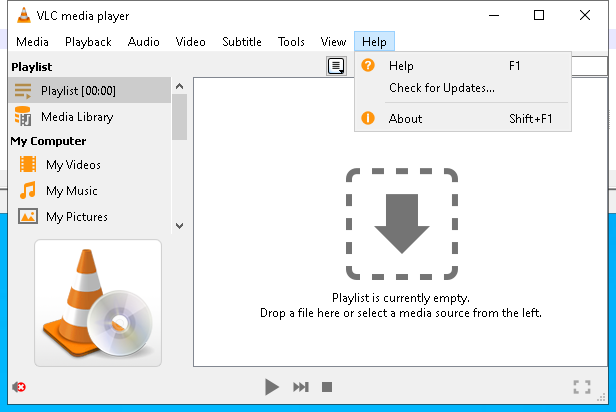 VLC media player
Media Playback Audio Video Subtitle Tools View Help
Playlist
Playlist [00:00]
Media Library
My Computer
My Videos
My Music
My Pictures
Help F1
Check for Updates...
About Shift+F1
Playlist is currently empty.
Drop a file here or select a media source from the left.